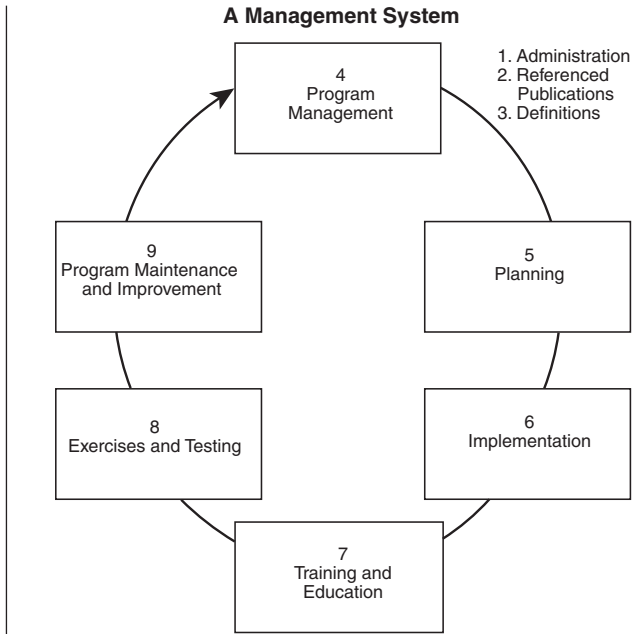 A Management System
4
Program
Management
1. Administration
2. Referenced
Publications
3. Definitions
9
Program Maintenance
and Improvement
5
Planning
8
Exercises and Testing
6
Implementation
7
Training and
Education